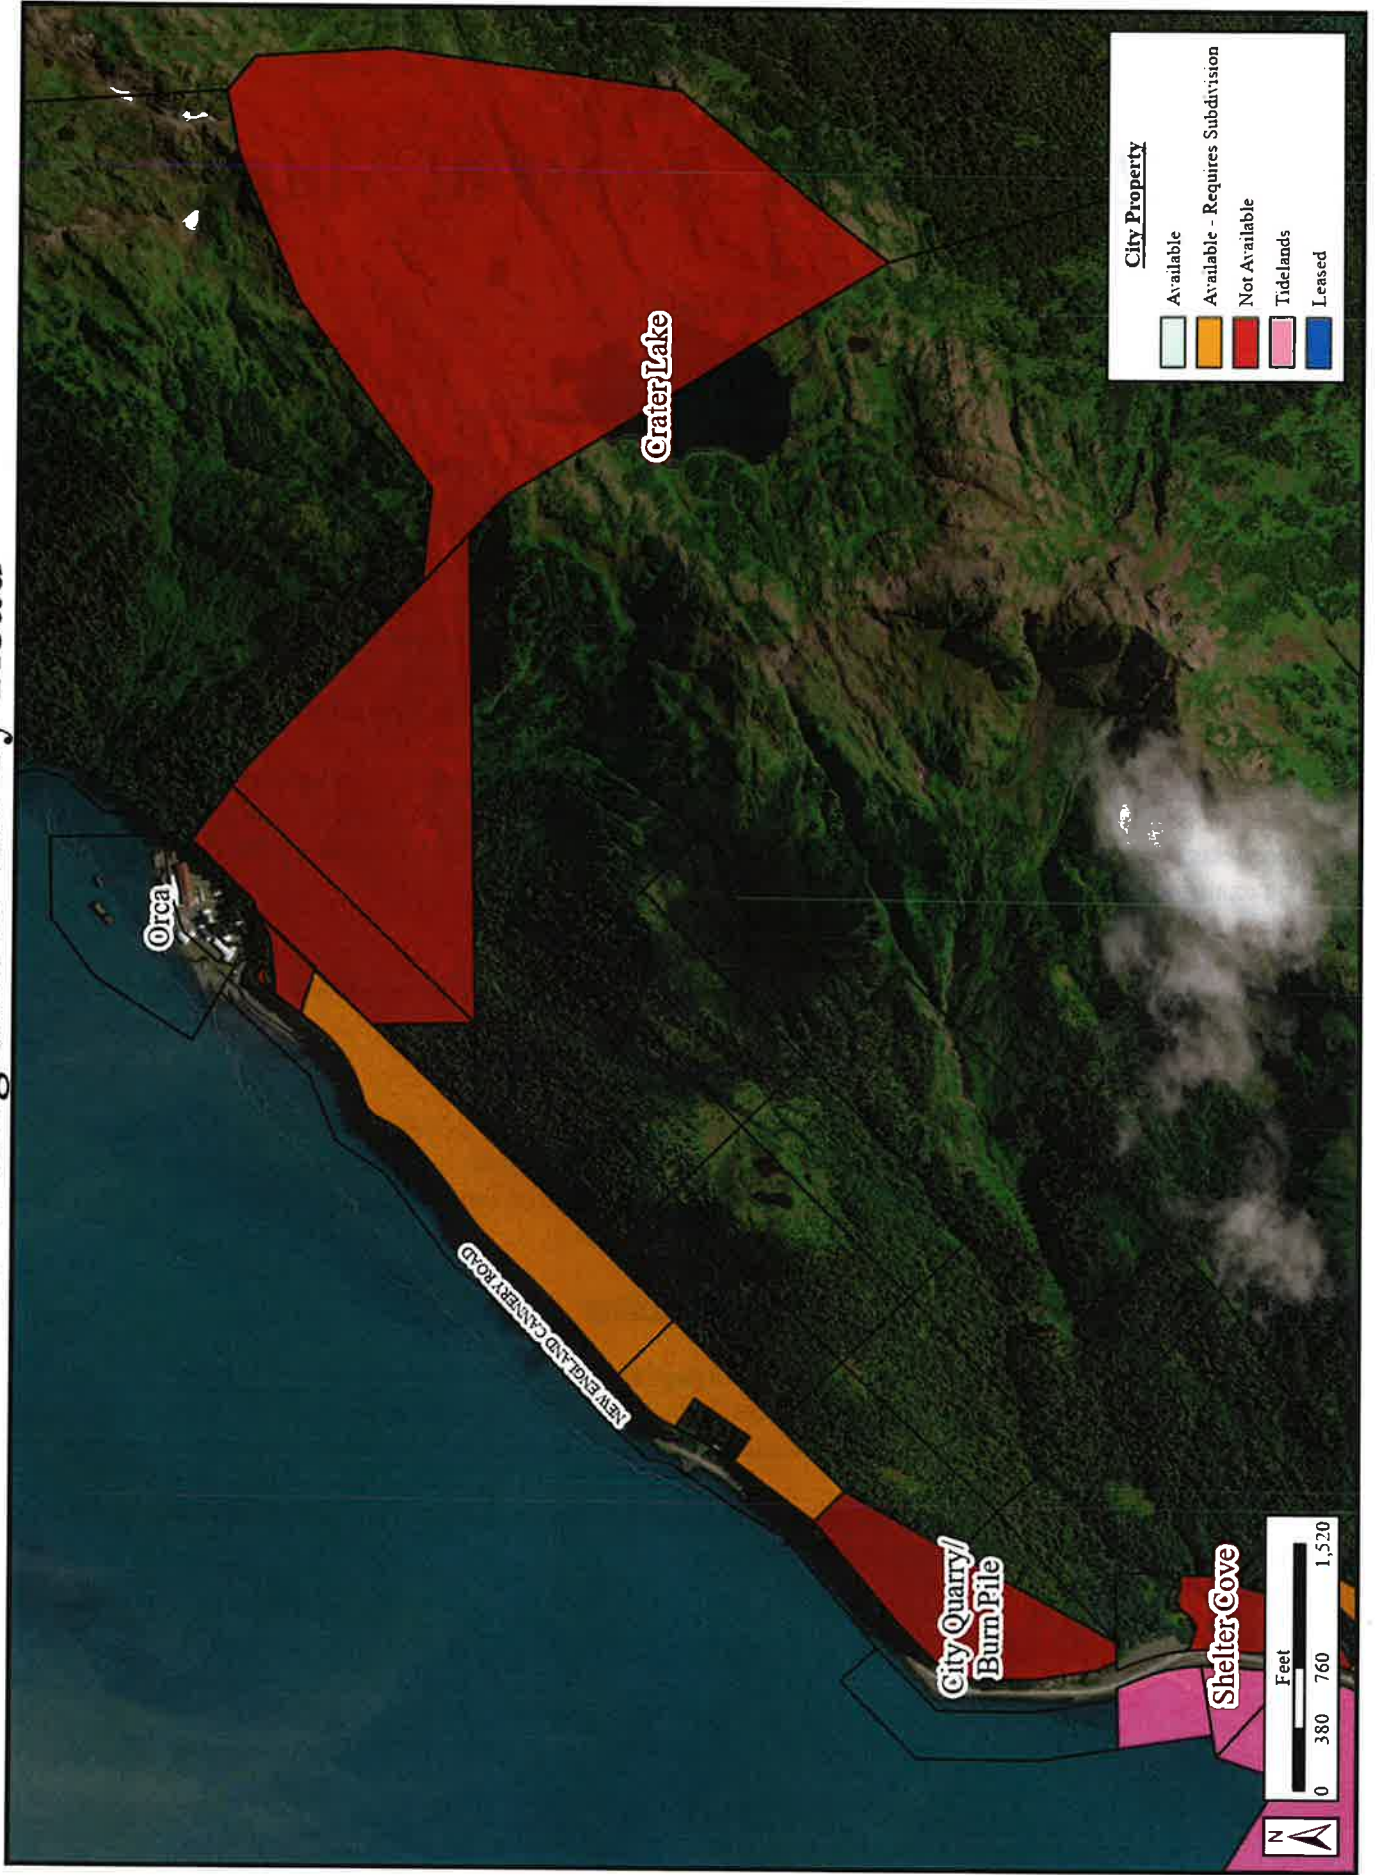 Orca
Crater Lake
NEW ENGLAND CANNERY ROAD
City Quarry/
Burn Pile
Shelter Cove
City Property
Available
Available - Requires Subdivision
Not Available
Tidelands
Leased
N
Feet
0 380 760 1,520